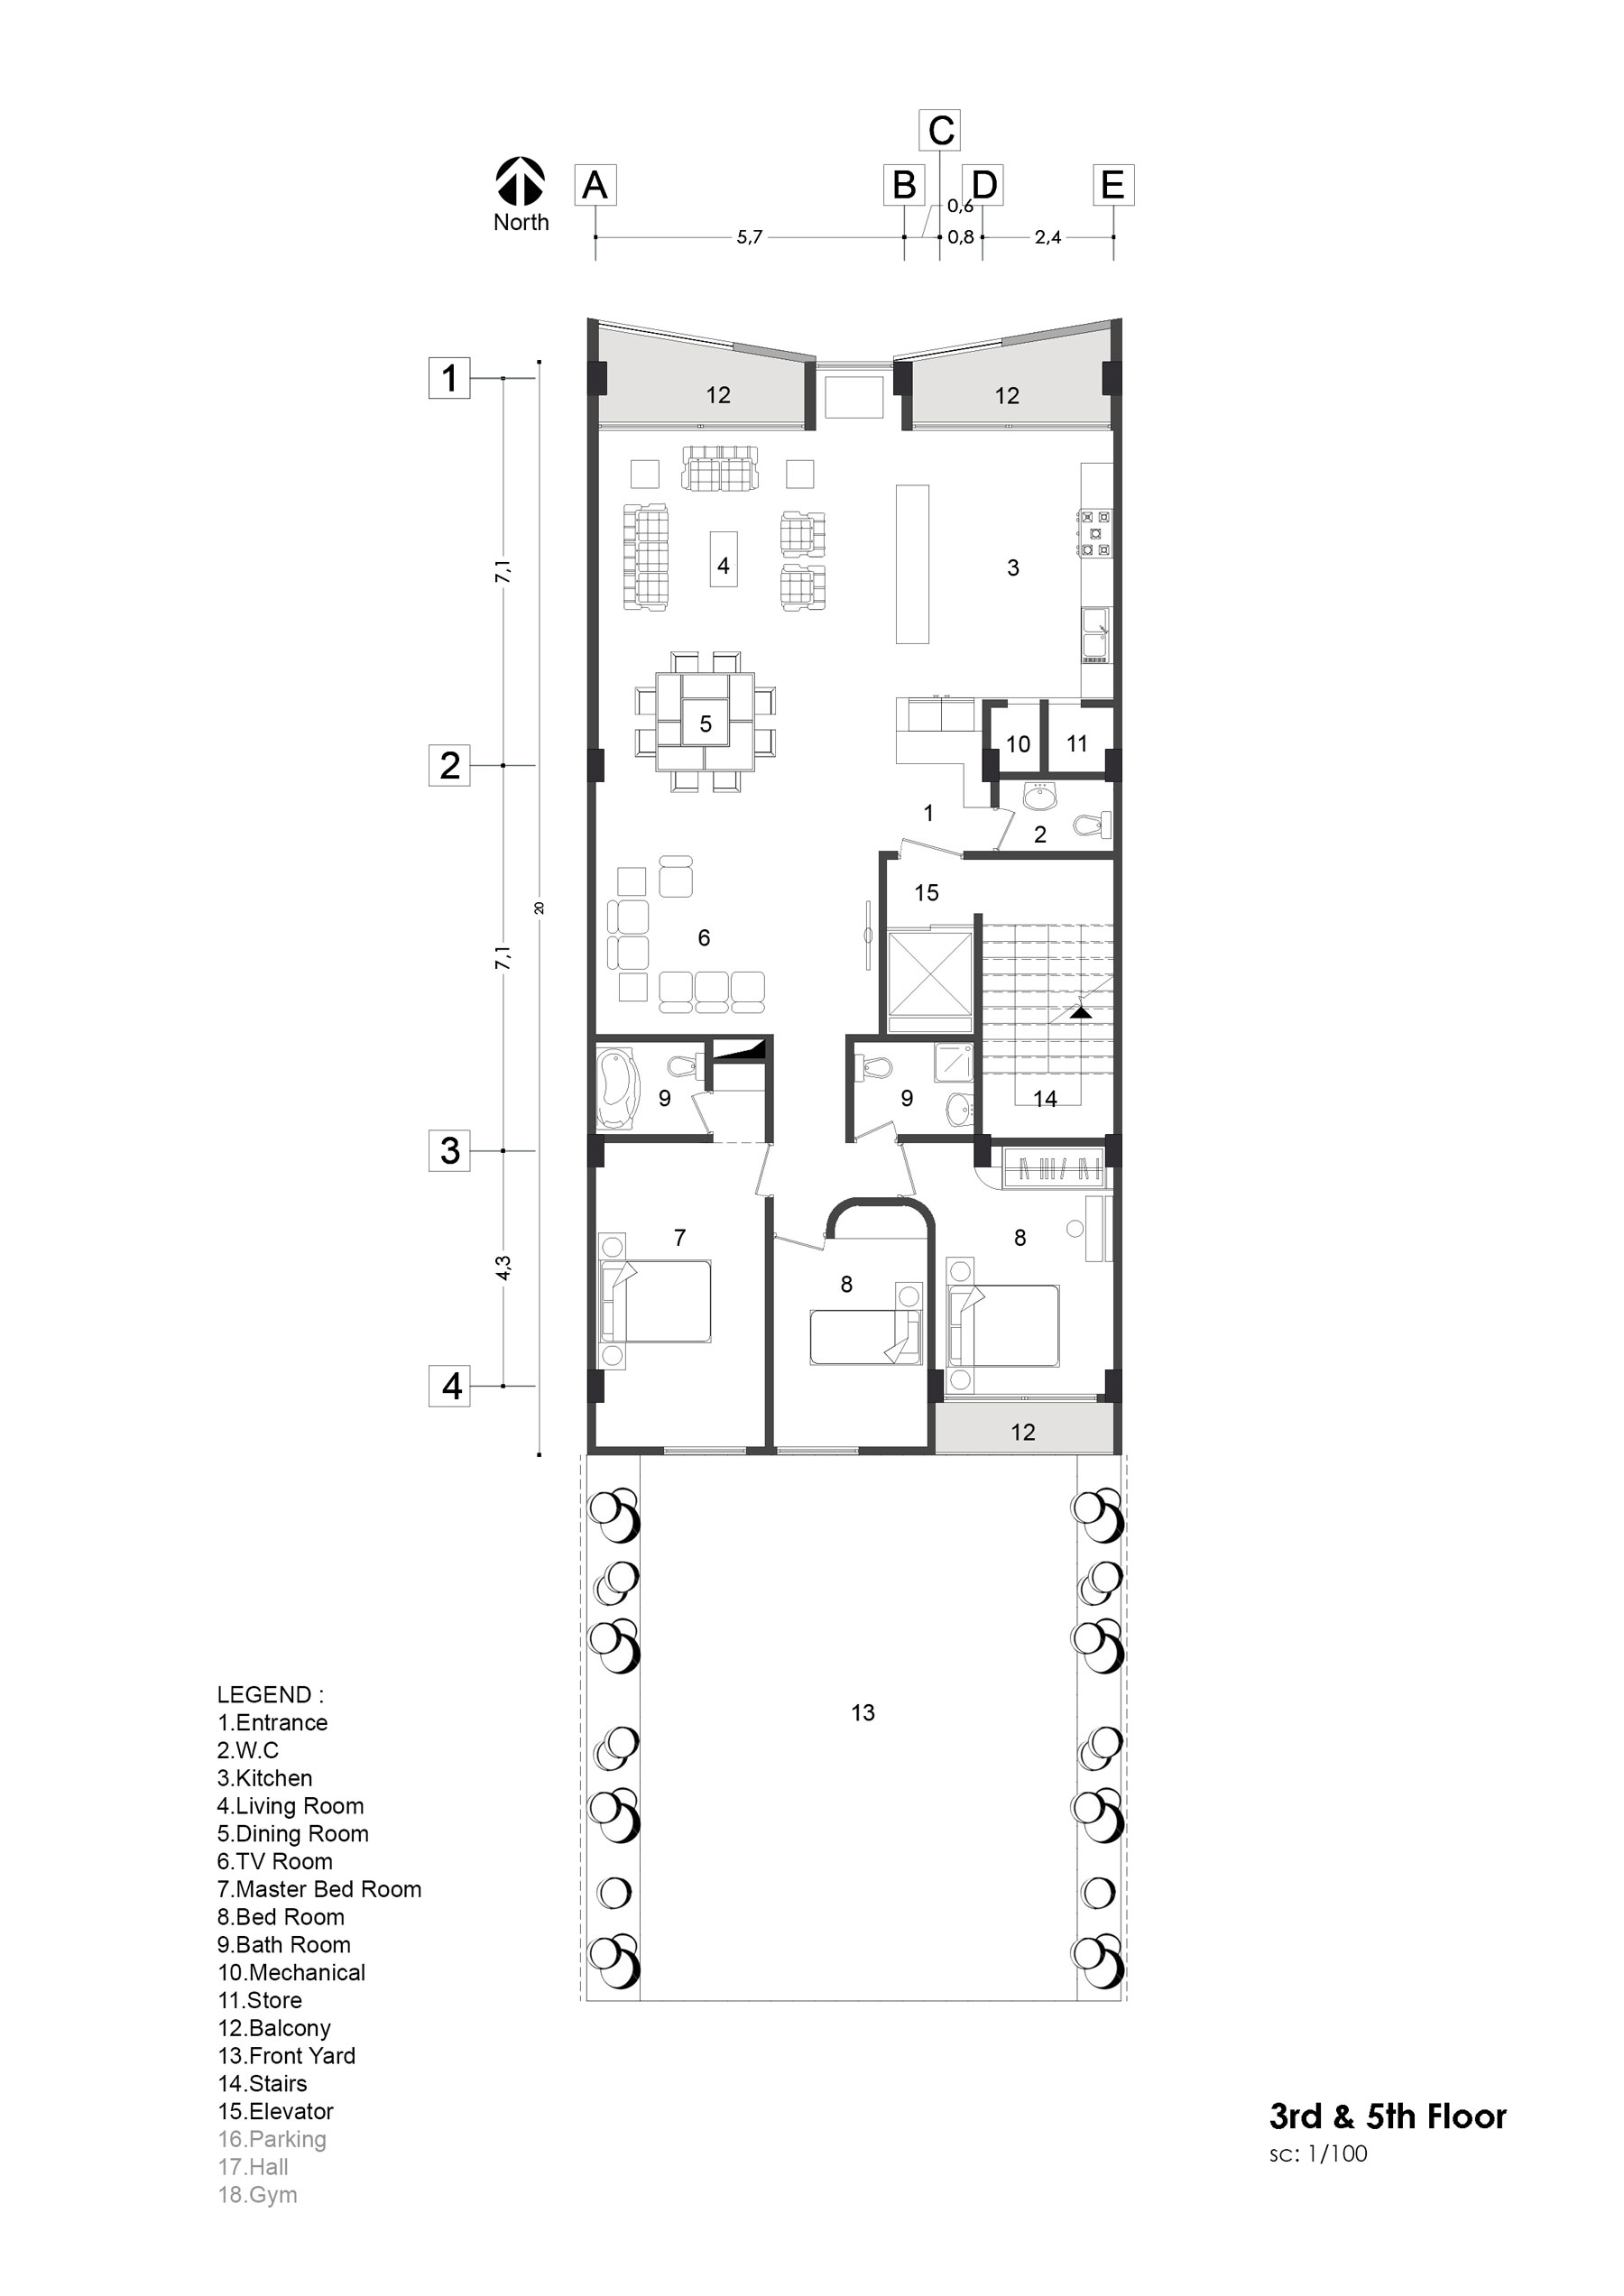 C
A
B
D
E
North
0,6
5,7
0,8
2,4
1
12
12
7,1
4
3
5
10
11
2
1
2
15
20
6
7,1
9
9
14
3
7
8
4,3
8
4
12
13
LEGEND :
1.Entrance
2.W.C
3.Kitchen
4.Living Room
5.Dining Room
6.TV Room
7.Master Bed Room
8.Bed Room
9.Bath Room
10.Mechanical
11.Store
12.Balcony
13.Front Yard
14.Stairs
15.Elevator
16.Parking
17.Hall
18.Gym
3rd & 5th Floor
sc: 1/100